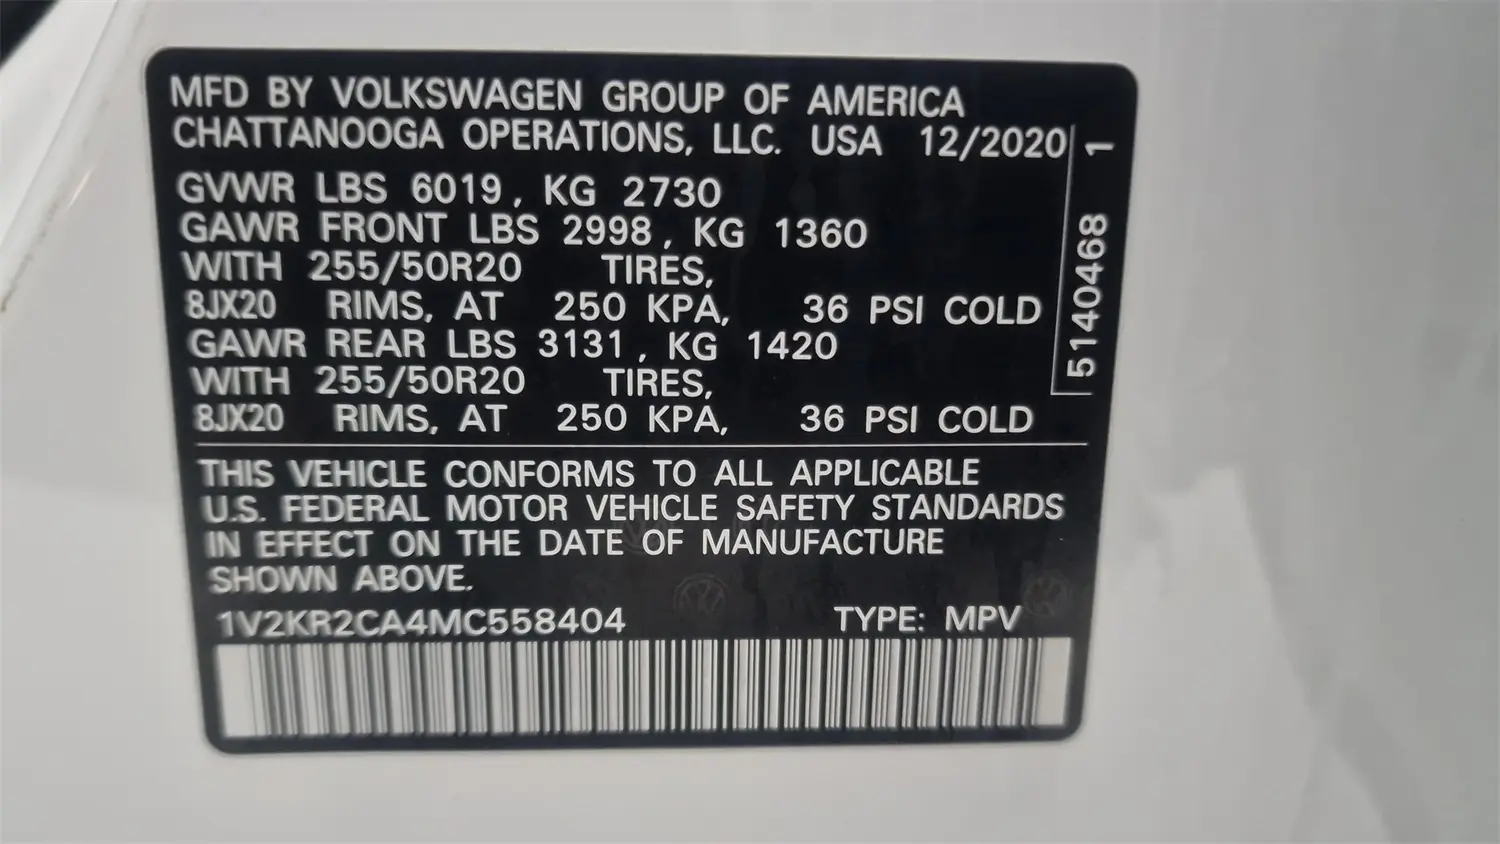 MFD BY VOLKSWAGEN GROUP OF AMERICA
CHATTANOOGA OPERATIONS, LLC. USA 12/2020
GVWR LBS 6019, KG 2730
GAWR FRONT LBS 2998, KG 1360
WITH 255/50R20 TIRES,
8JX20 RIMS, AT 250 KPA, 36 PSI COLD
GAWR REAR LBS 3131, KG 1420
WITH 255/50R20 TIRES,
8JX20 RIMS, AT 250 KPA, 36 PSI COLD
THIS VEHICLE CONFORMS TO ALL APPLICABLE
U.S. FEDERAL MOTOR VEHICLE SAFETY STANDARDS
IN EFFECT ON THE DATE OF MANUFACTURE
SHOWN ABOVE.
1V2KR2CA4MC558404 TYPE: MPV
5140468 1